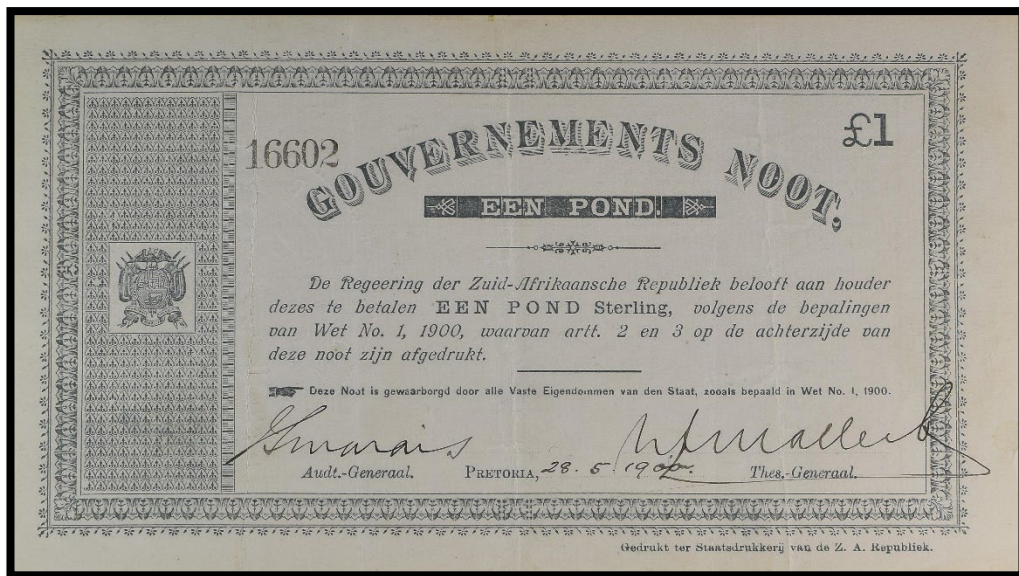 16602
£1
GOUVERNEMENTS NOOT,
EEN POND.
De Regeering der Zuid-Afrikaansche Republiek belooft aan houder
dezes te betalen EEN POND Sterling, volgens de bepalingen
van Wet No. 1, 1900, waarvan artt. 2 en 3 op de achterzijde van
deze noot zijn afgedrukt.
Deze Noot is gewaarborgd door alle Vaste Eigendommen van den Staat, zooals bepaald in Wet No. 1, 1900.
Audt.-Generaal. PRETORIA, 28. 5. 1900. Thes.-Generaal.
Gedrukt ter Staatsdrukkerij van de Z. A. Republiek.